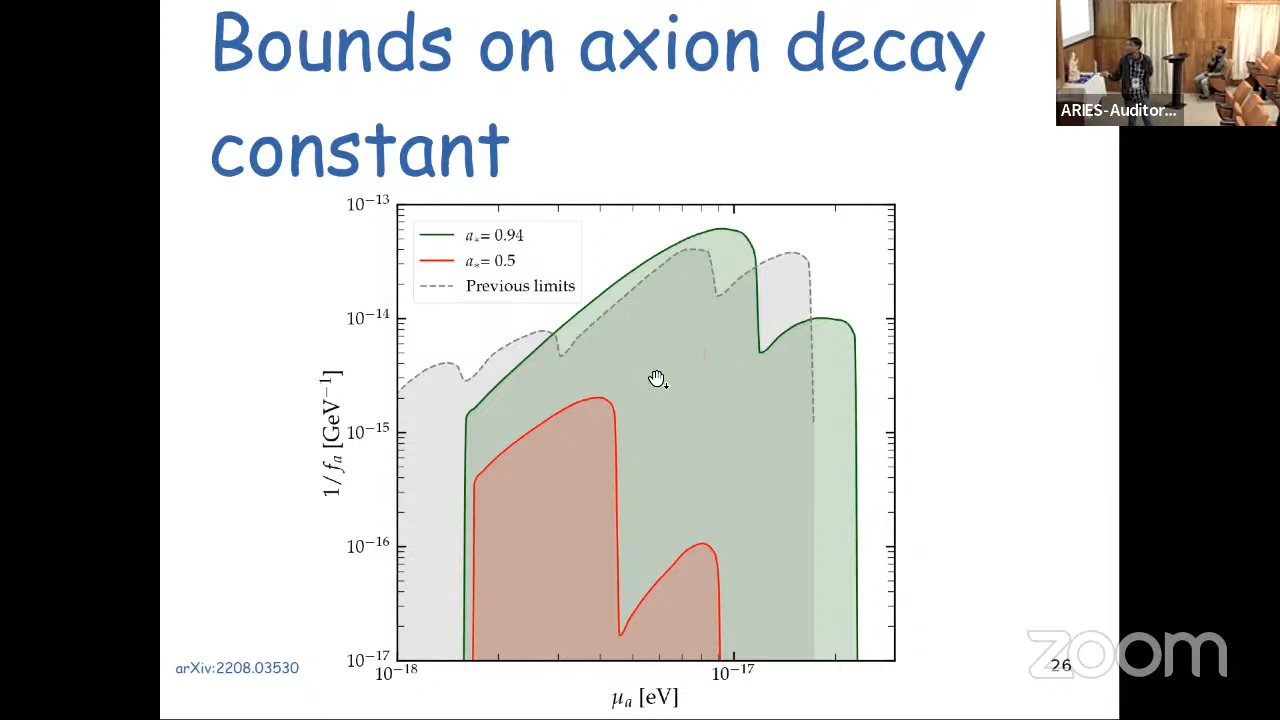 Bounds on axion decay
constant
ARIES-Auditor...
10⁻¹³
a* = 0.94
a* = 0.5
Previous limits
10⁻¹⁴
10⁻¹⁵
10⁻¹⁶
10⁻¹⁷
1/fₐ [GeV⁻¹]
10⁻¹⁸
10⁻¹⁷
μₐ [eV]
arXiv:2208.03530
26
zoom